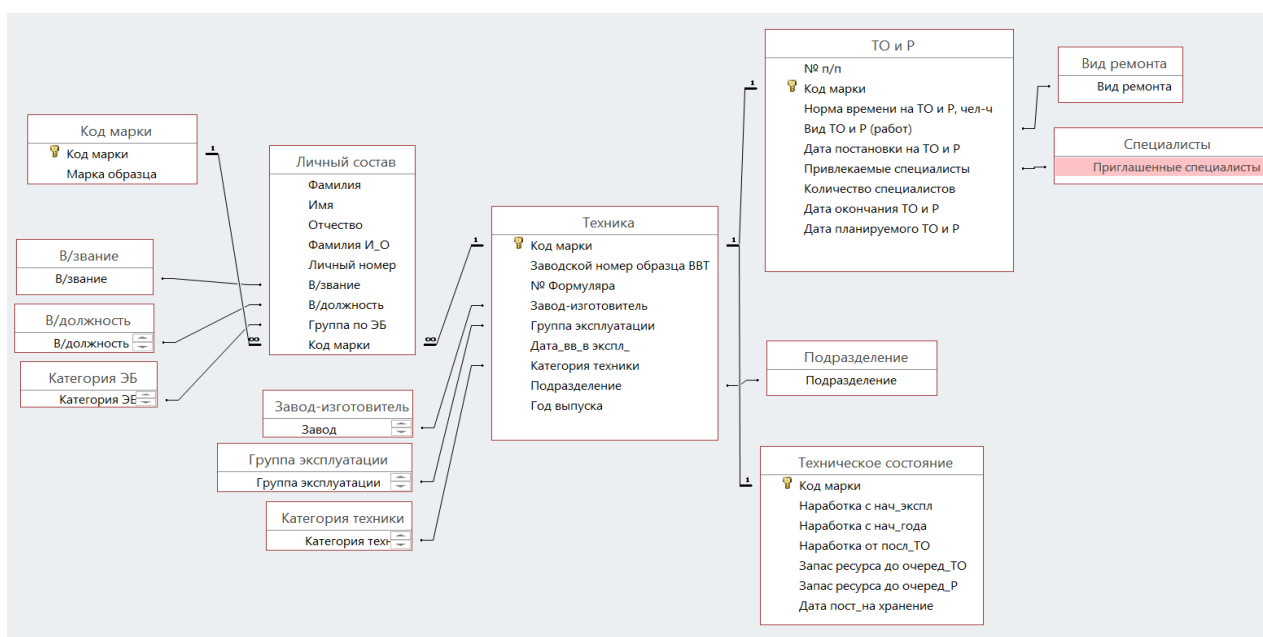 Код марки
Код марки
Марка образца
В/звание
В/звание
В/должность
В/должность
Категория ЭБ
Категория ЭБ
Личный состав
Фамилия
Имя
Отчество
Фамилия И_О
Личный номер
В/звание
В/должность
Группа по ЭБ
Код марки
Завод-изготовитель
Завод
Группа эксплуатации
Группа эксплуатации
Категория техники
Категория техн
Техника
Код марки
Заводской номер образца ВВТ
№ Формуляра
Завод-изготовитель
Группа эксплуатации
Дата_вв_в экспл_
Категория техники
Подразделение
Год выпуска
ТО и Р
№ п/п
Код марки
Норма времени на ТО и Р, чел-ч
Вид ТО и Р (работ)
Дата постановки на ТО и Р
Привлекаемые специалисты
Количество специалистов
Дата окончания ТО и Р
Дата планируемого ТО и Р
Вид ремонта
Вид ремонта
Специалисты
Приглашенные специалисты
Подразделение
Подразделение
Техническое состояние
Код марки
Наработка с нач_экспл
Наработка с нач_года
Наработка от посл_ТО
Запас ресурса до очеред_ТО
Запас ресурса до очеред_Р
Дата пост_на хранение
1
∞
∞
1
1
1
1